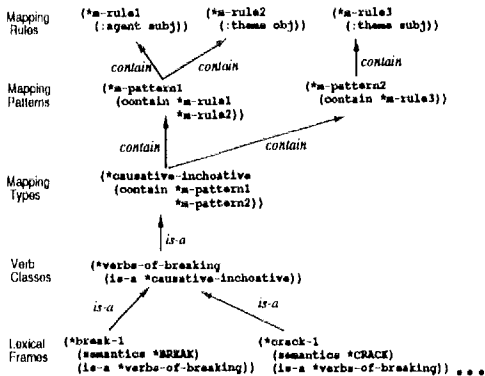 Mapping Rules
(*m-rule1 (*m-rule2 (*m-rule3
(:agent subj)) (:theme obj)) (:theme subj))
contain contain contain
Mapping Patterns
(*m-pattern1 (*m-pattern2
(contain *m-rule1 (contain *m-rule3))
*m-rule2))
contain contain
Mapping Types
(*causative-inchoative
(contain *m-pattern1
*m-pattern2))
is-a
Verb Classes
(*verbs-of-breaking
(is-a *causative-inchoative))
is-a is-a
Lexical Frames
(*break-1 (*crack-1
(semantics *BREAK) (semantics *CRACK)
(is-a *verbs-of-breaking)) (is-a *verbs-of-breaking)) ...